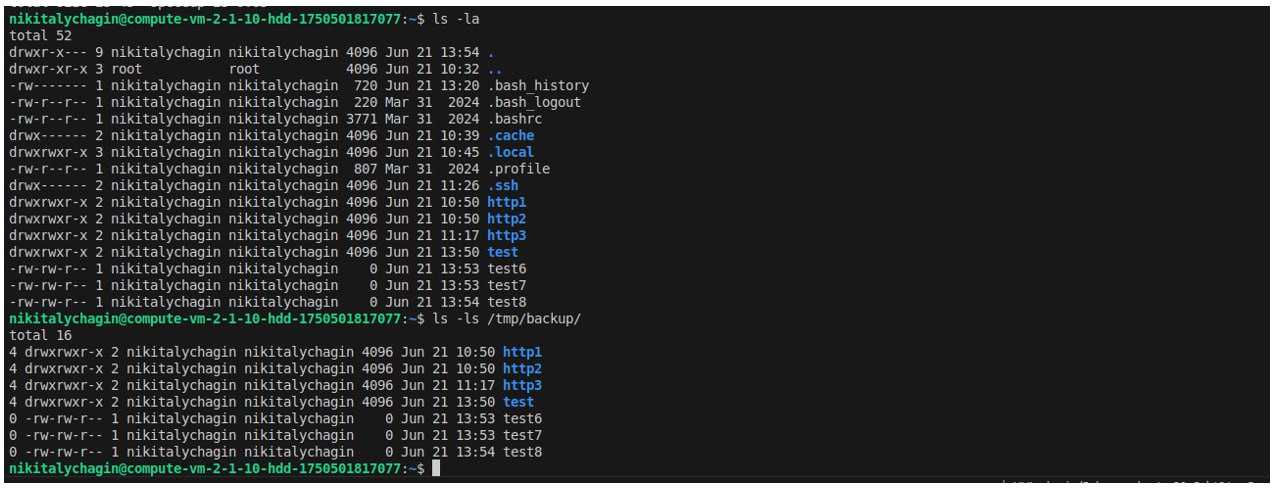 nikitalychagin@compute-vm-2-1-10-hdd-1750501817077:~$ ls -la
total 52
drwxr-x--- 9 nikitalychagin nikitalychagin 4096 Jun 21 13:54 .
drwxr-xr-x 3 root           root           4096 Jun 21 10:32 ..
-rw------- 1 nikitalychagin nikitalychagin  720 Jun 21 13:20 .bash_history
-rw-r--r-- 1 nikitalychagin nikitalychagin  220 Mar 31  2024 .bash_logout
-rw-r--r-- 1 nikitalychagin nikitalychagin 3771 Mar 31  2024 .bashrc
drwx------ 2 nikitalychagin nikitalychagin 4096 Jun 21 10:39 .cache
drwxrwxr-x 3 nikitalychagin nikitalychagin 4096 Jun 21 10:45 .local
-rw-r--r-- 1 nikitalychagin nikitalychagin  807 Mar 31  2024 .profile
drwx------ 2 nikitalychagin nikitalychagin 4096 Jun 21 11:26 .ssh
drwxrwxr-x 2 nikitalychagin nikitalychagin 4096 Jun 21 10:50 http1
drwxrwxr-x 2 nikitalychagin nikitalychagin 4096 Jun 21 10:50 http2
drwxrwxr-x 2 nikitalychagin nikitalychagin 4096 Jun 21 11:17 http3
drwxrwxr-x 2 nikitalychagin nikitalychagin 4096 Jun 21 13:50 test
-rw-rw-r-- 1 nikitalychagin nikitalychagin    0 Jun 21 13:53 test6
-rw-rw-r-- 1 nikitalychagin nikitalychagin    0 Jun 21 13:53 test7
-rw-rw-r-- 1 nikitalychagin nikitalychagin    0 Jun 21 13:54 test8
nikitalychagin@compute-vm-2-1-10-hdd-1750501817077:~$ ls -ls /tmp/backup/
total 16
4 drwxrwxr-x 2 nikitalychagin nikitalychagin 4096 Jun 21 10:50 http1
4 drwxrwxr-x 2 nikitalychagin nikitalychagin 4096 Jun 21 10:50 http2
4 drwxrwxr-x 2 nikitalychagin nikitalychagin 4096 Jun 21 11:17 http3
4 drwxrwxr-x 2 nikitalychagin nikitalychagin 4096 Jun 21 13:50 test
0 -rw-rw-r-- 1 nikitalychagin nikitalychagin    0 Jun 21 13:53 test6
0 -rw-rw-r-- 1 nikitalychagin nikitalychagin    0 Jun 21 13:53 test7
0 -rw-rw-r-- 1 nikitalychagin nikitalychagin    0 Jun 21 13:54 test8
nikitalychagin@compute-vm-2-1-10-hdd-1750501817077:~$